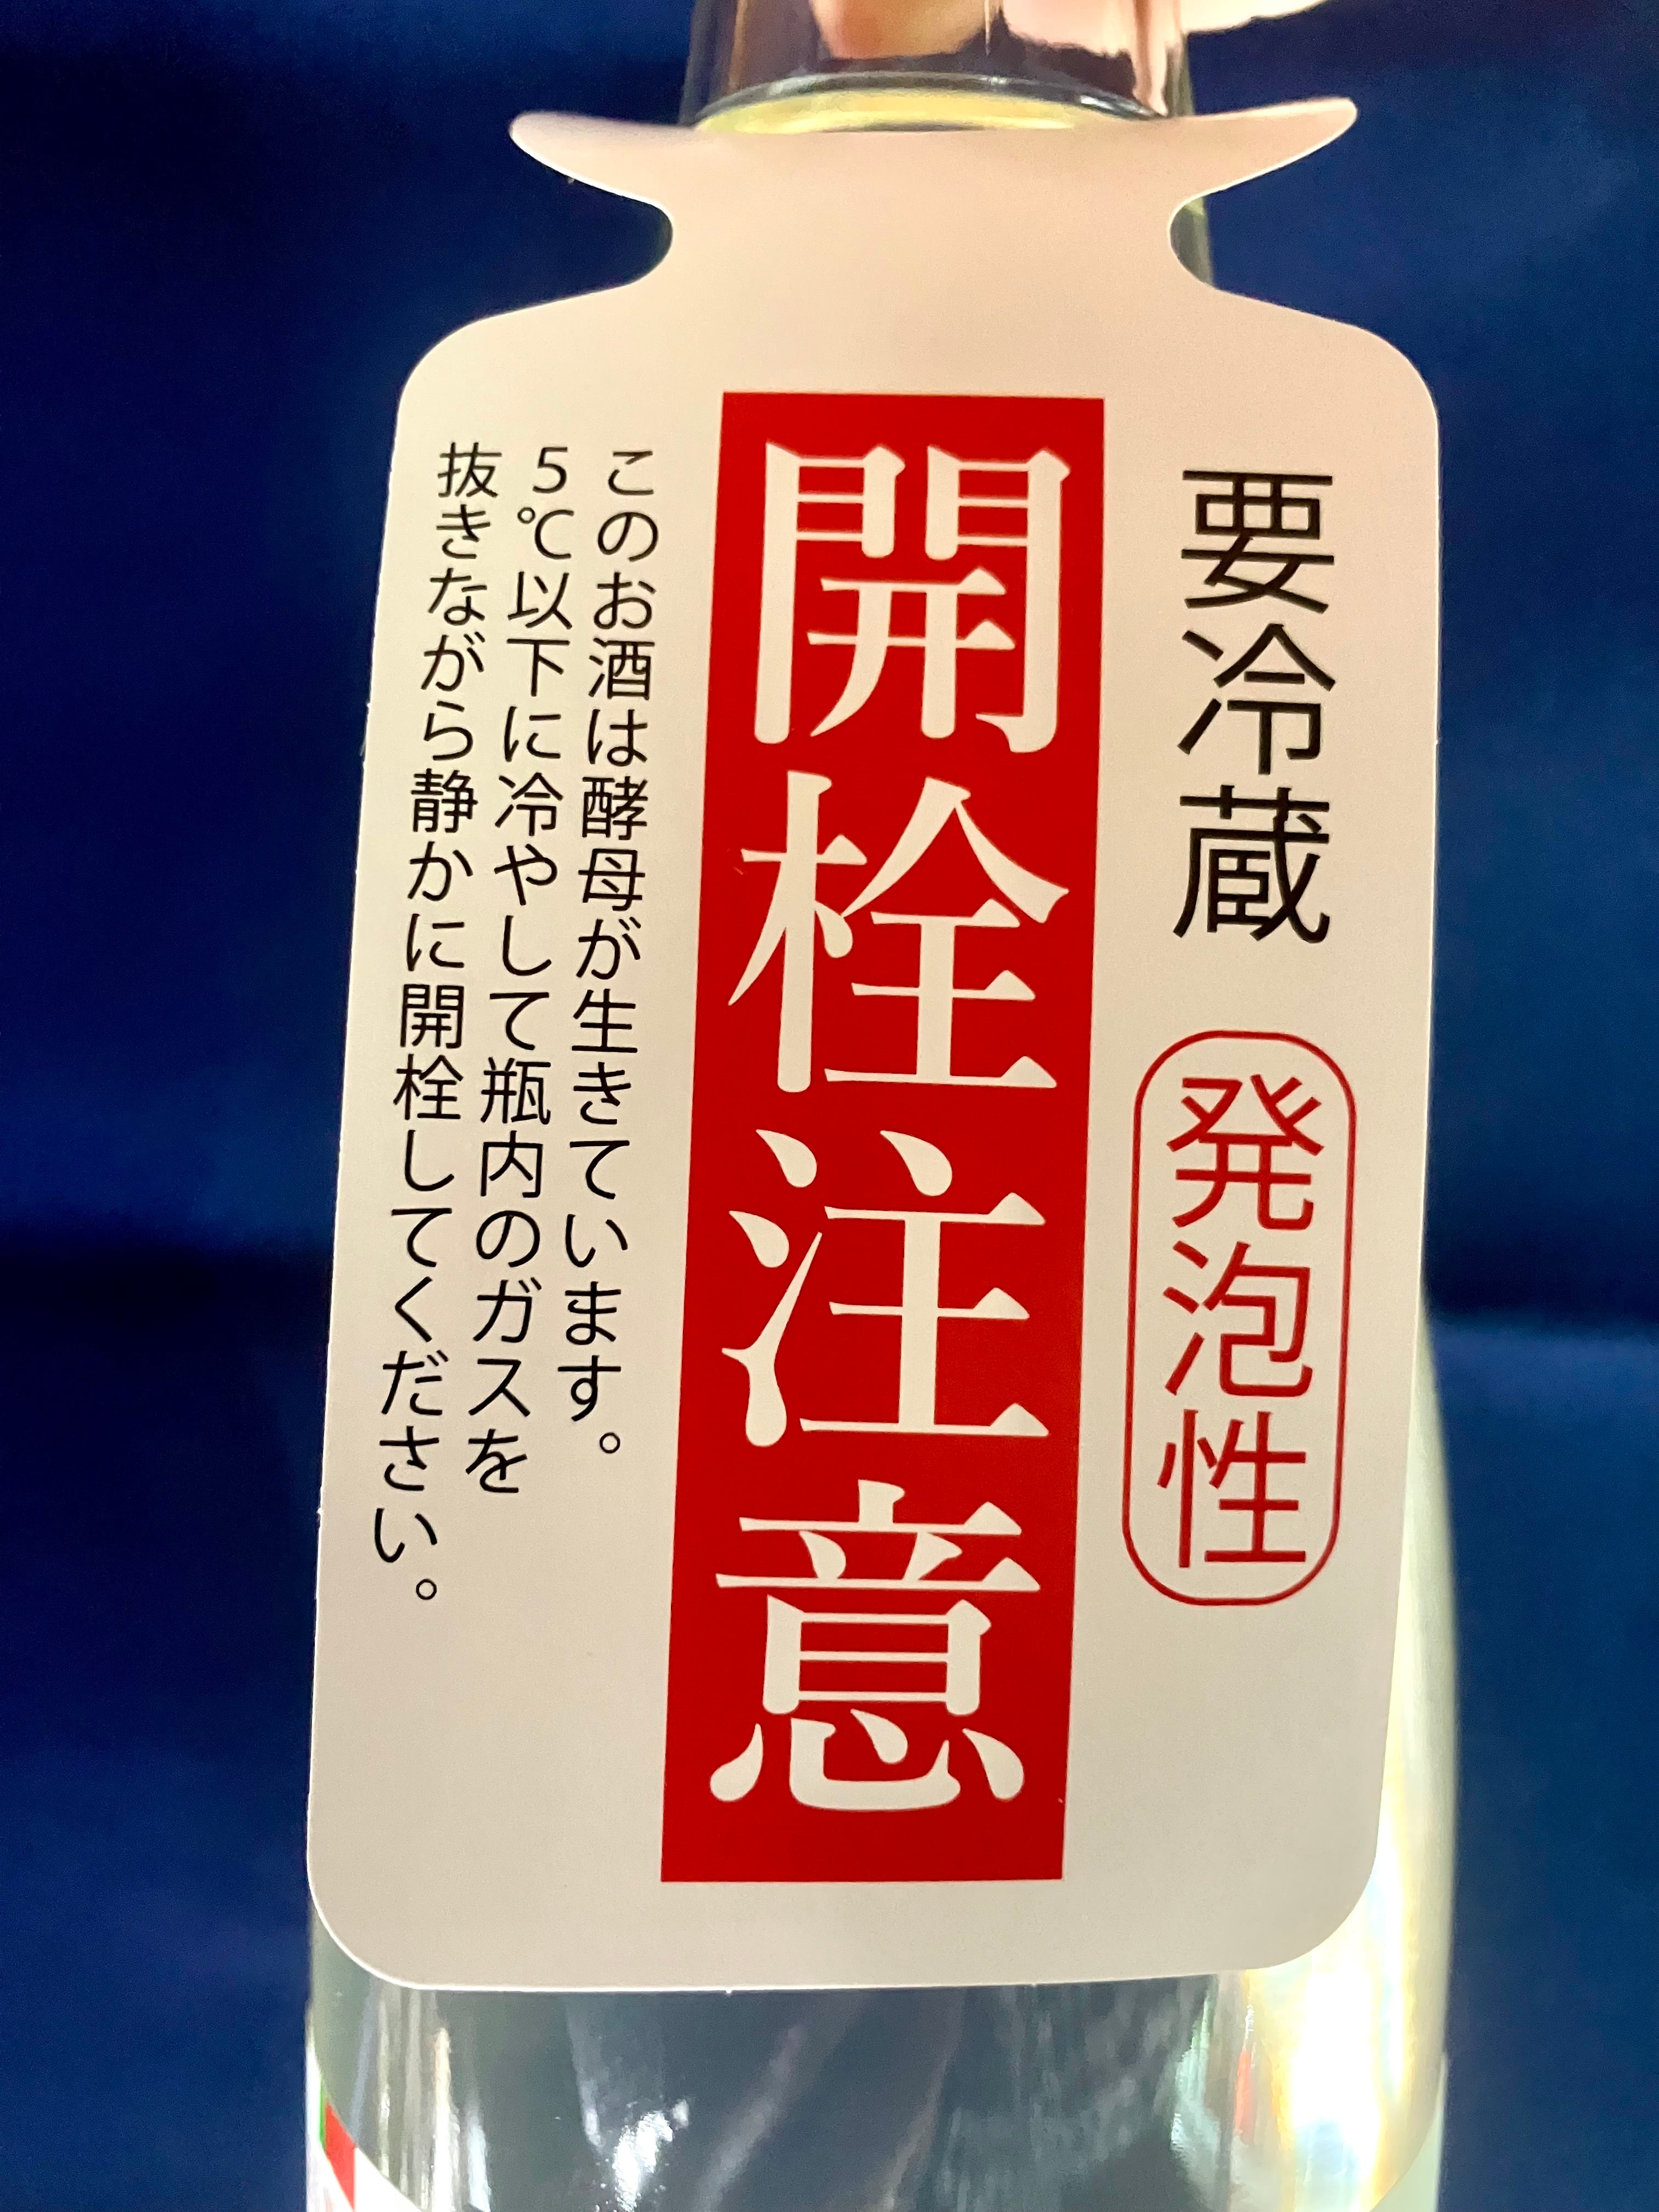 要冷蔵 発泡性
開栓注意
このお酒は酵母が生きています。
5℃以下に冷やして瓶内のガスを
抜きながら静かに開栓してください。